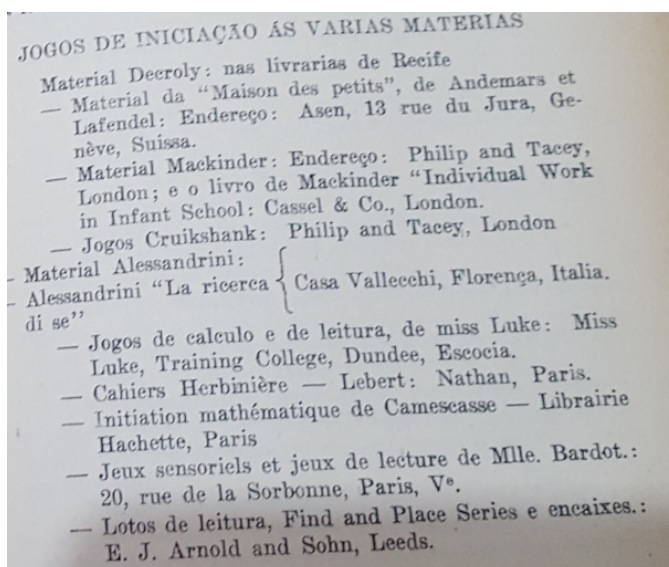 JOGOS DE INICIAÇÃO ÁS VARIAS MATERIAS
Material Decroly: nas livrarias de Recife
— Material da “Maison des petits”, de Andemars et
Lafendel: Endereço: Asen, 13 rue du Jura, Ge-
nève, Suissa.
— Material Mackinder: Endereço: Philip and Tacey,
London; e o livro de Mackinder “Individual Work
in Infant School: Cassel & Co., London.
— Jogos Cruikshank: Philip and Tacey, London
— Material Alessandrini:
— Alessandrini “La ricerca { Casa Vallecchi, Florença, Italia.
di se”
— Jogos de calculo e de leitura, de miss Luke: Miss
Luke, Training College, Dundee, Escocia.
— Cahiers Herbinière — Lebert: Nathan, Paris.
— Initiation mathématique de Camescasse — Librairie
Hachette, Paris
— Jeux sensoriels et jeux de lecture de Mlle. Bardot.:
20, rue de la Sorbonne, Paris, Vᵉ.
— Lotos de leitura, Find and Place Series e encaixes.:
E. J. Arnold and Sohn, Leeds.